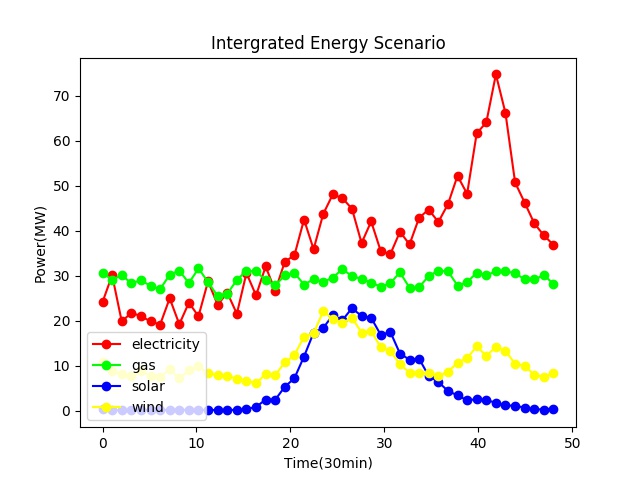 Intergrated Energy Scenario
Power(MW)
70
60
50
40
30
20
10
0
electricity
gas
solar
wind
0 10 20 30 40 50
Time(30min)